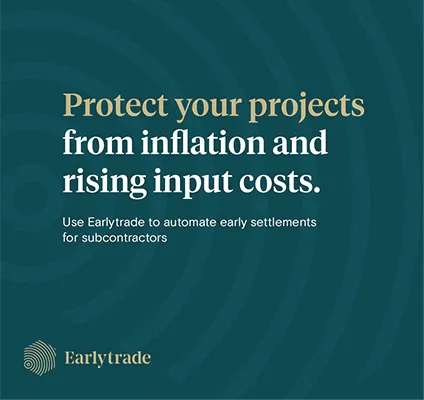 Protect your projects
from inflation and
rising input costs.
Use Earlytrade to automate early settlements
for subcontractors
Earlytrade